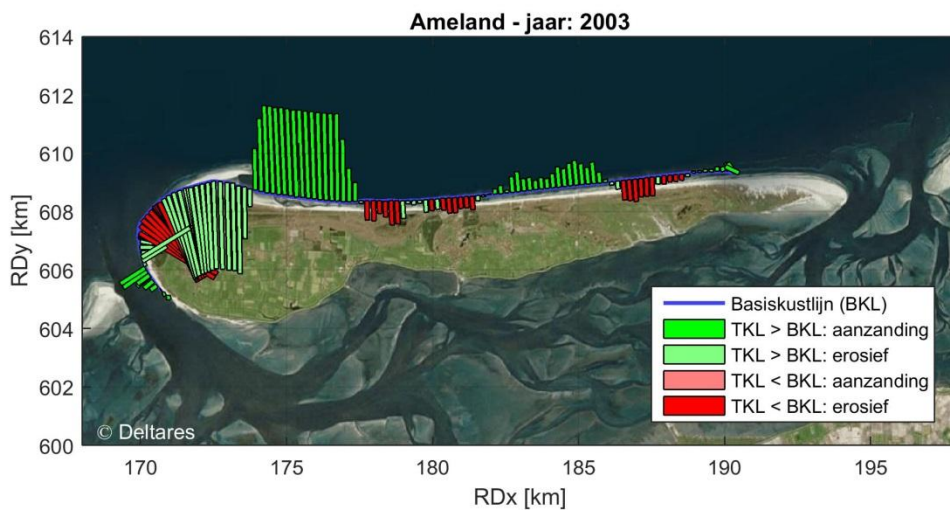 Ameland - jaar: 2003
614
612
610
608
606
604
602
600
RDy [km]
Basiskustlijn (BKL)
TKL > BKL: aanzanding
TKL > BKL: erosief
TKL < BKL: aanzanding
TKL < BKL: erosief
© Deltares
170 175 180 185 190 195
RDx [km]